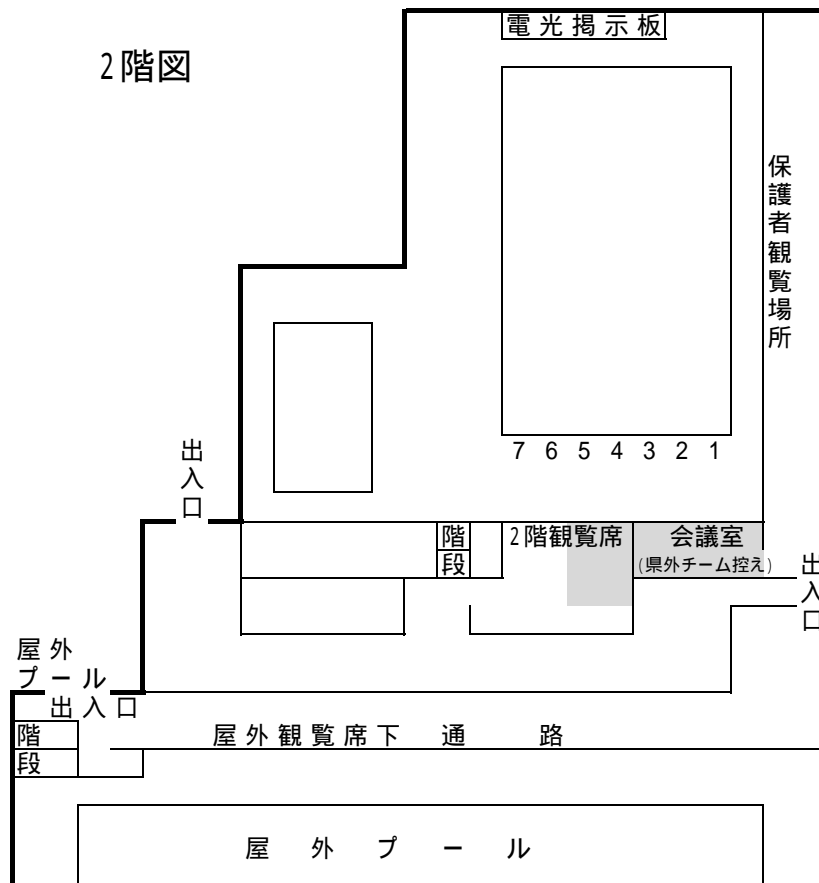 電光掲示板
2階図
保護者観覧場所
7 6 5 4 3 2 1
出入口
階段
2階観覧席
会議室
(県外チーム控え)
出入口
屋外
プール
出入口
階段
屋外観覧席下 通 路
屋 外 プ ー ル